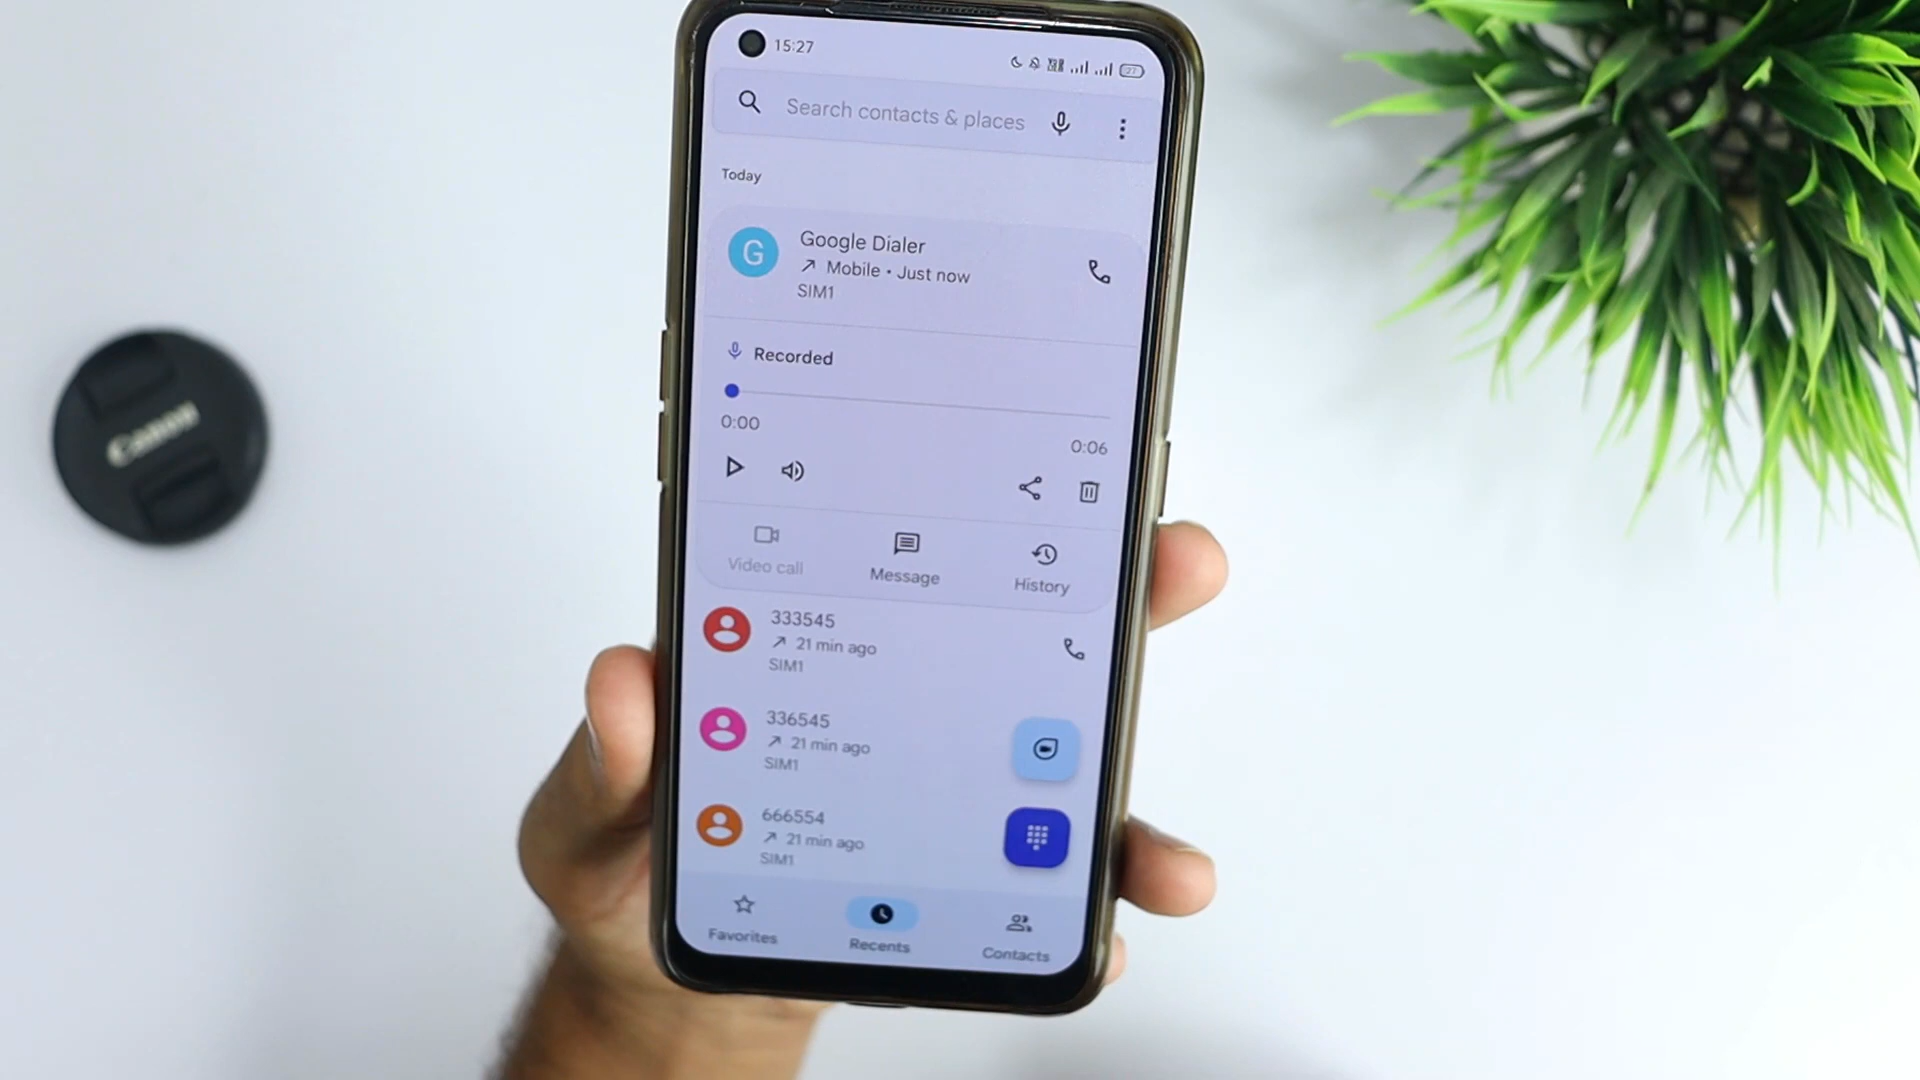 15:27
27
Search contacts & places
Today
G
Google Dialer
Mobile • Just now
SIM1
Recorded
0:00
0:06
Video call
Message
History
333545
21 min ago
SIM1
336545
21 min ago
SIM1
666554
21 min ago
SIM1
Favorites
Recents
Contacts
Canon